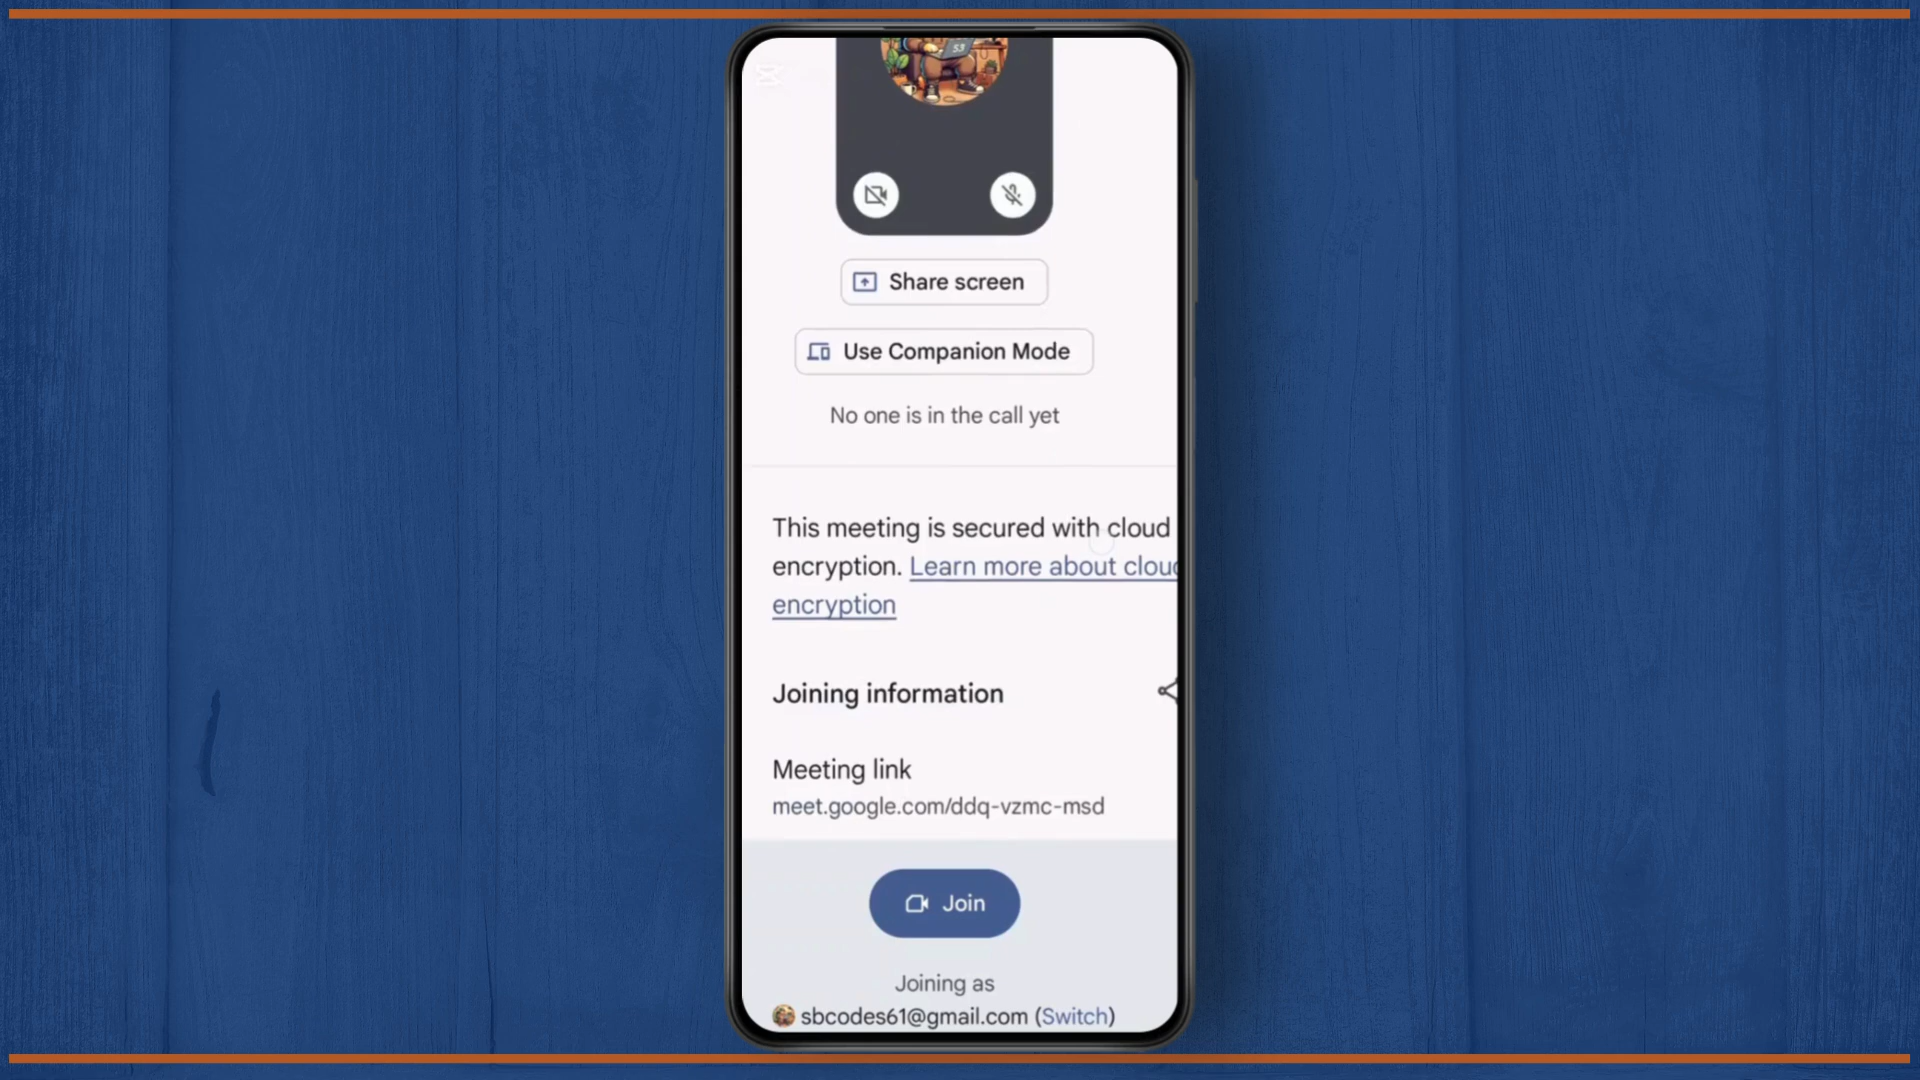 53
Share screen
Use Companion Mode
No one is in the call yet
This meeting is secured with cloud
encryption. Learn more about cloud
encryption
Joining information
Meeting link
meet.google.com/ddq-vzmc-msd
Join
Joining as
sbcodes61@gmail.com (Switch)